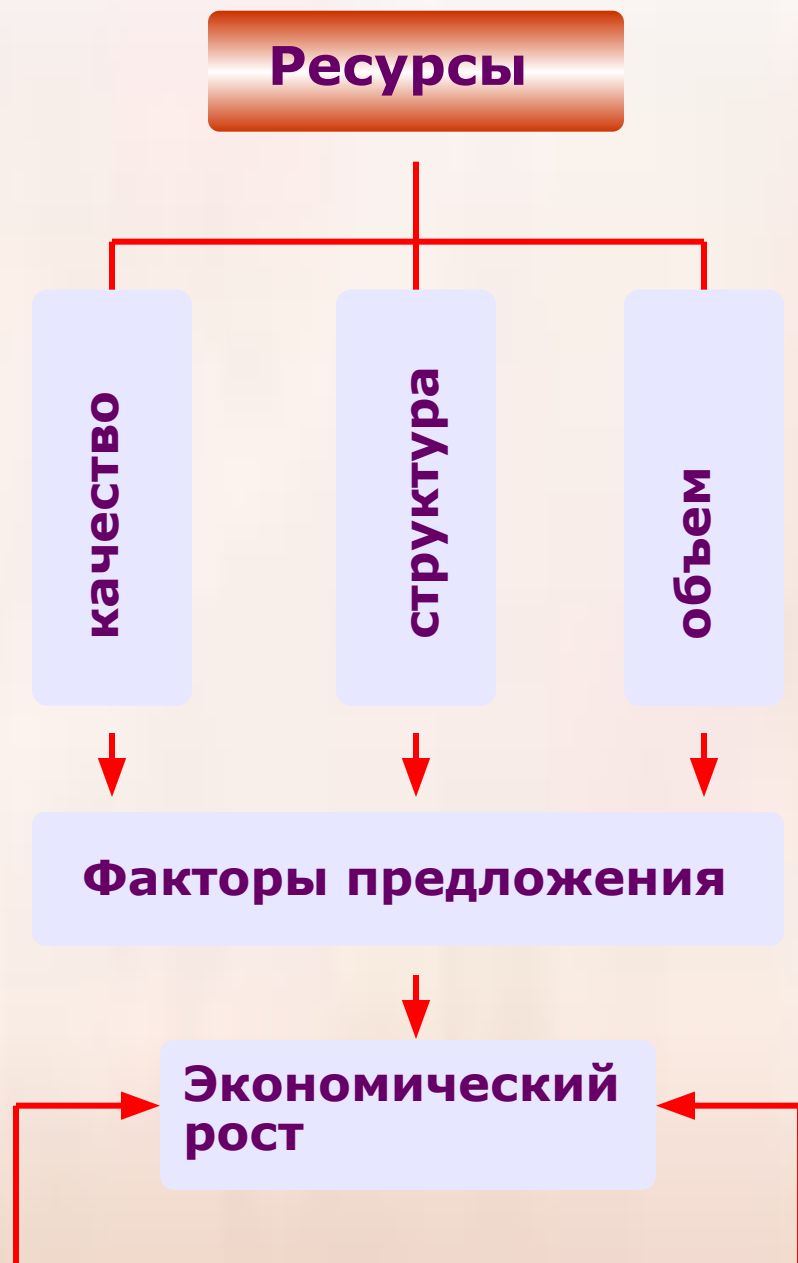 Ресурсы
качество
структура
объем
Факторы предложения
Экономический
рост